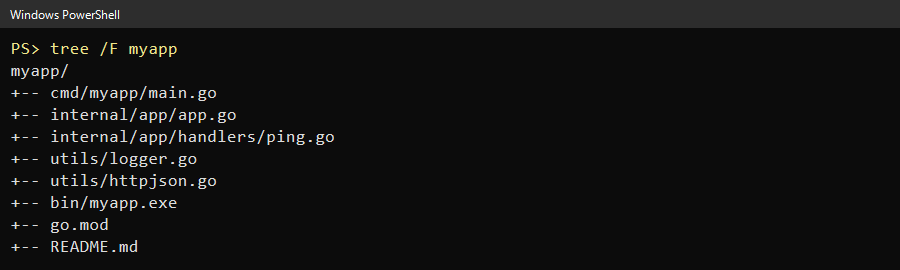 Windows PowerShell
PS> tree /F myapp
myapp/
+-- cmd/myapp/main.go
+-- internal/app/app.go
+-- internal/app/handlers/ping.go
+-- utils/logger.go
+-- utils/httpjson.go
+-- bin/myapp.exe
+-- go.mod
+-- README.md